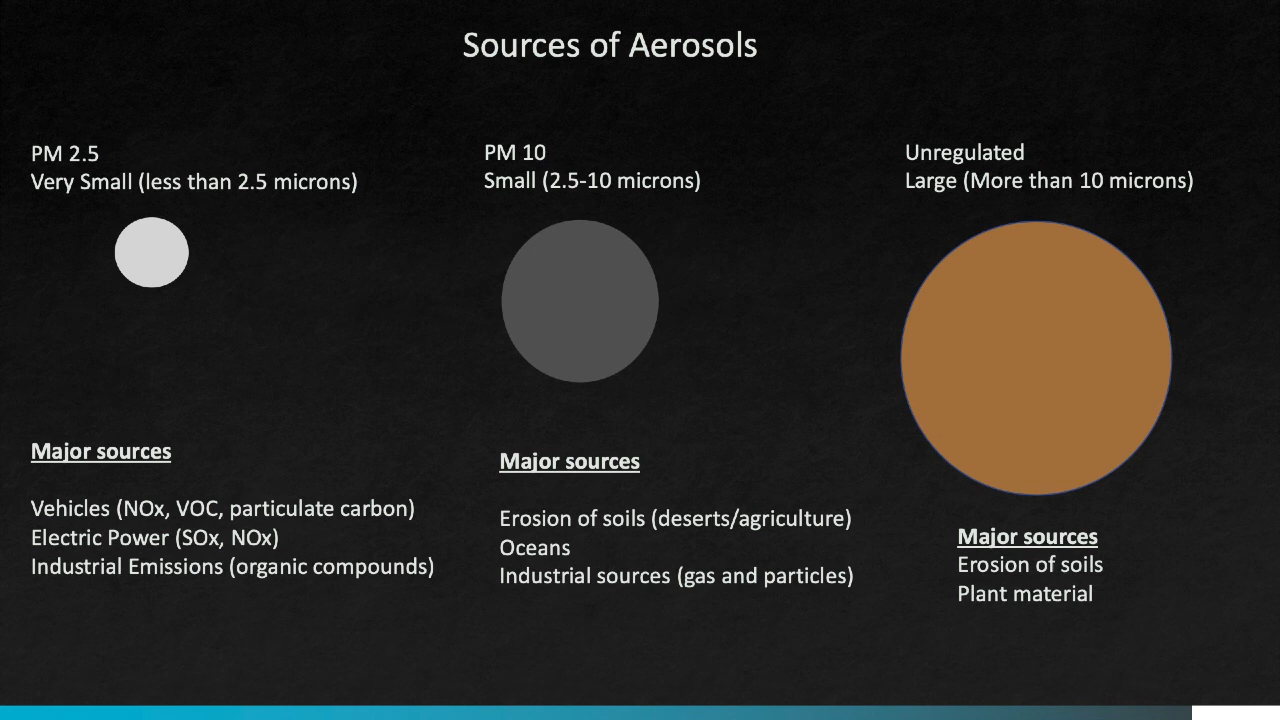 Sources of Aerosols
PM 2.5
Very Small (less than 2.5 microns)
Major sources
Vehicles (NOx, VOC, particulate carbon)
Electric Power (SOx, NOx)
Industrial Emissions (organic compounds)
PM 10
Small (2.5-10 microns)
Major sources
Erosion of soils (deserts/agriculture)
Oceans
Industrial sources (gas and particles)
Unregulated
Large (More than 10 microns)
Major sources
Erosion of soils
Plant material